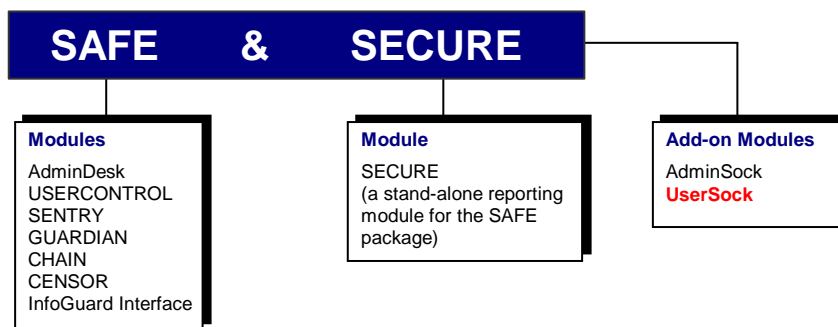 SAFE & SECURE
Modules
AdminDesk
USERCONTROL
SENTRY
GUARDIAN
CHAIN
CENSOR
InfoGuard Interface
Module
SECURE
(a stand-alone reporting
module for the SAFE
package)
Add-on Modules
AdminSock
UserSock